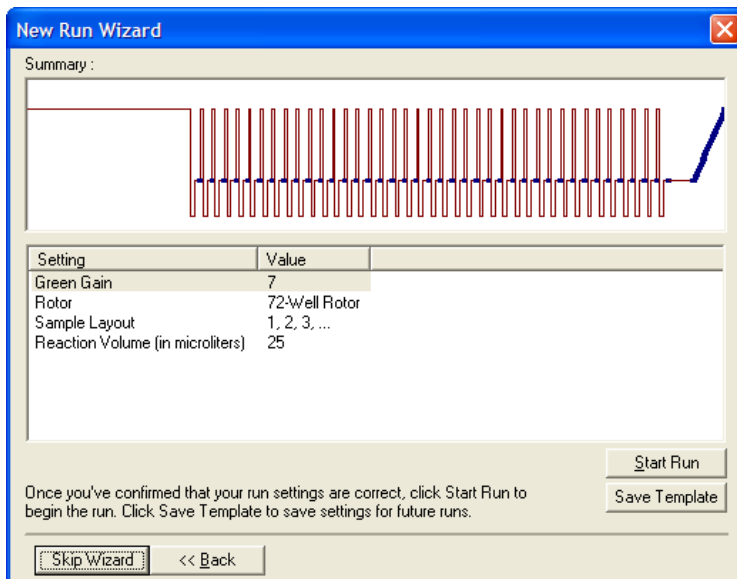 New Run Wizard
Summary :
Setting Value
Green Gain 7
Rotor 72-Well Rotor
Sample Layout 1, 2, 3, ...
Reaction Volume (in microliters) 25
Start Run
Once you've confirmed that your run settings are correct, click Start Run to
begin the run. Click Save Template to save settings for future runs.
Save Template
Skip Wizard << Back